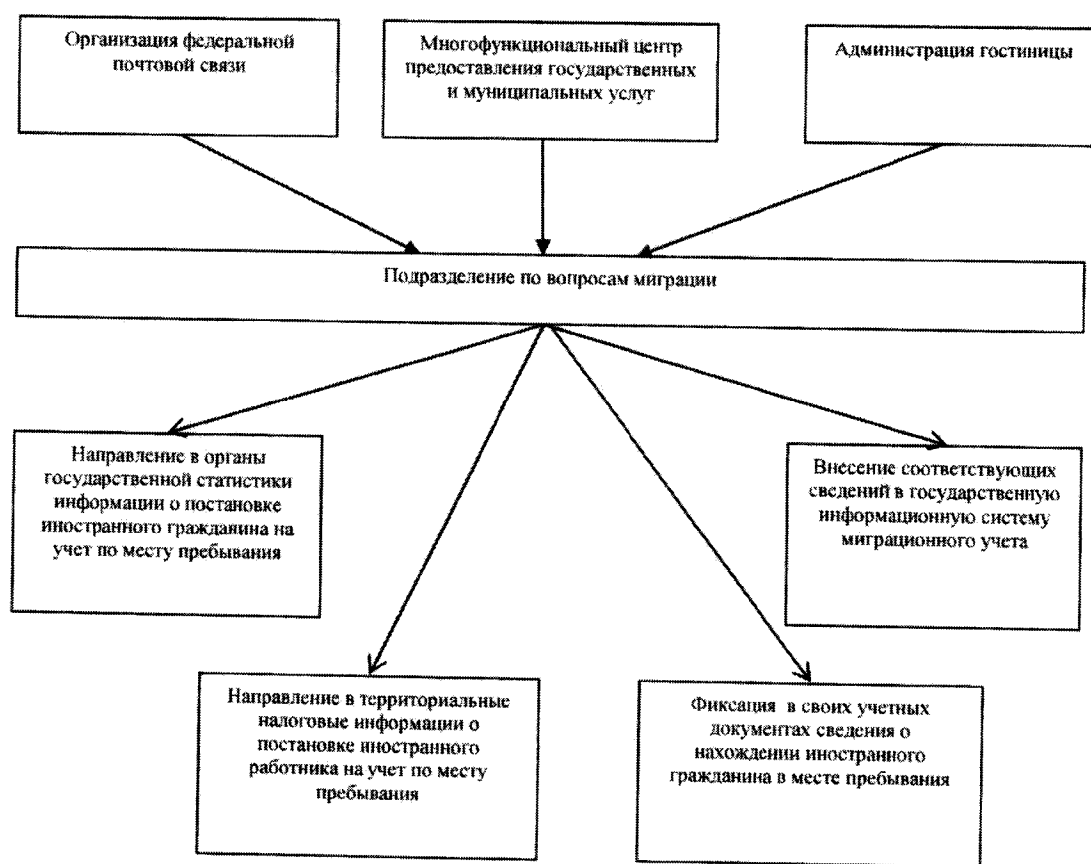 Организация федеральной
почтовой связи
Многофункциональный центр
предоставления государственных
и муниципальных услуг
Администрация гостиницы
Подразделение по вопросам миграции
Направление в органы
государственной статистики
информации о постановке
иностранного гражданина на
учет по месту пребывания
Внесение соответствующих
сведений в государственную
информационную систему
миграционного учета
Направление в территориальные
налоговые информации о
постановке иностранного
работника на учет по месту
пребывания
Фиксация в своих учетных
документах сведения о
нахождении иностранного
гражданина в месте пребывания